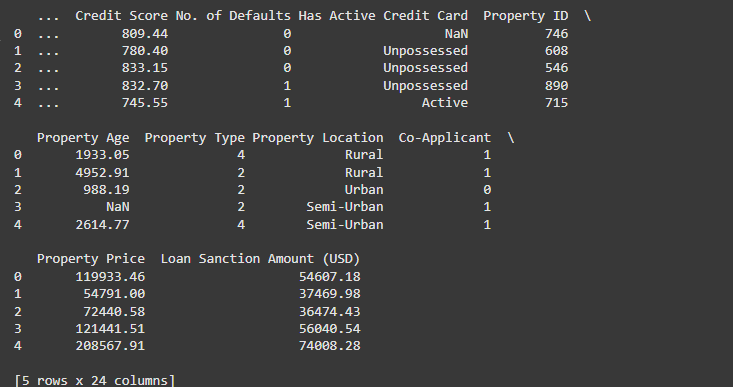 ... Credit Score No. of Defaults Has Active Credit Card Property ID \
0 ... 809.44 0 NaN 746
1 ... 780.40 0 Unpossessed 608
2 ... 833.15 0 Unpossessed 546
3 ... 832.70 1 Unpossessed 890
4 ... 745.55 1 Active 715
Property Age Property Type Property Location Co-Applicant \
0 1933.05 4 Rural 1
1 4952.91 2 Rural 1
2 988.19 2 Urban 0
3 NaN 2 Semi-Urban 1
4 2614.77 4 Semi-Urban 1
Property Price Loan Sanction Amount (USD)
0 119933.46 54607.18
1 54791.00 37469.98
2 72440.58 36474.43
3 121441.51 56040.54
4 208567.91 74008.28
[5 rows x 24 columns]